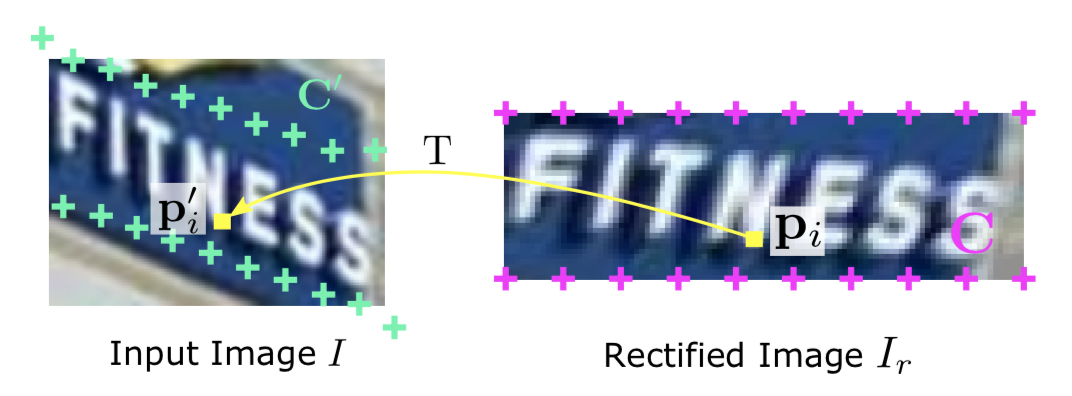 FITNESS
C′
T
p′ᵢ
FITNESS
pᵢ
C
Input Image I
Rectified Image Iᵣ